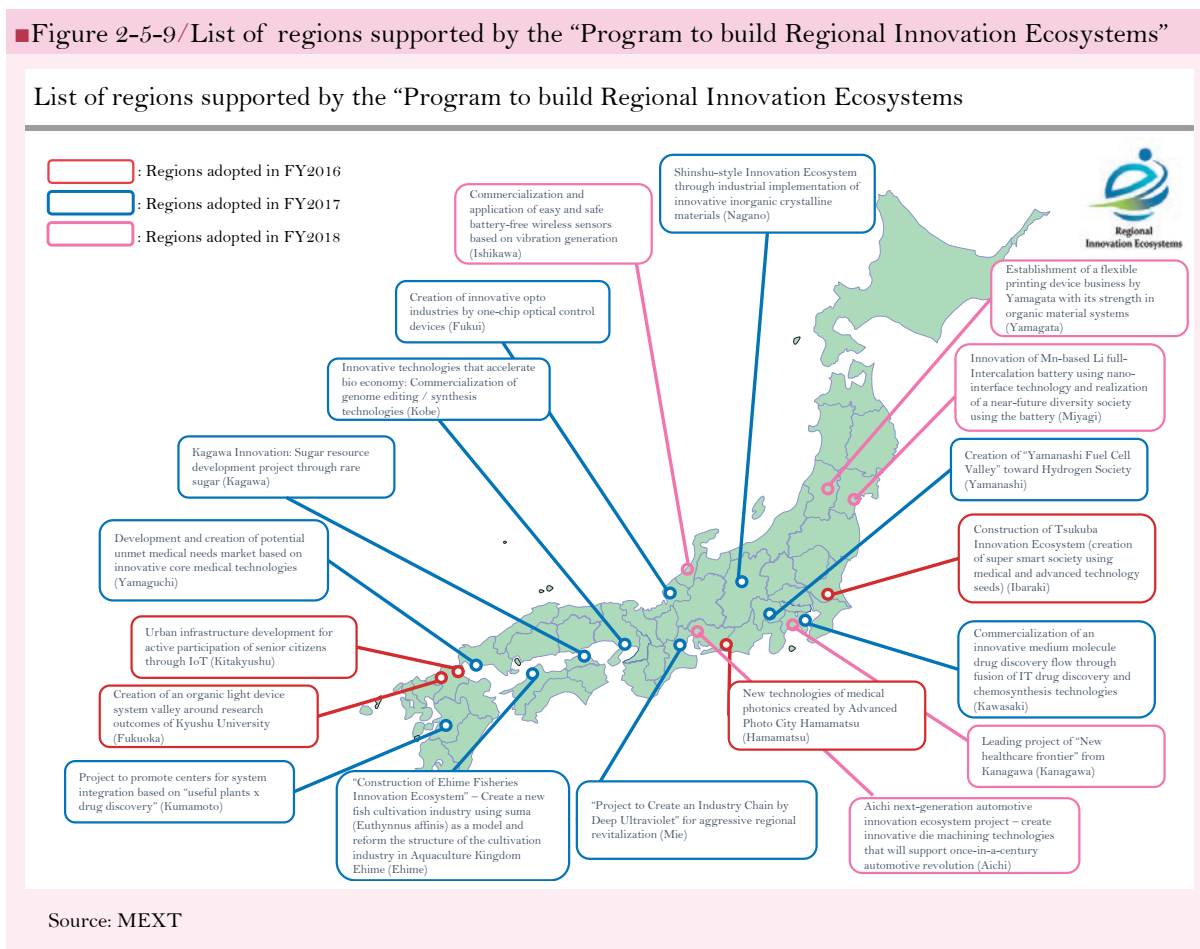 ■Figure 2-5-9/List of regions supported by the “Program to build Regional Innovation Ecosystems”
List of regions supported by the “Program to build Regional Innovation Ecosystems
: Regions adopted in FY2016
: Regions adopted in FY2017
: Regions adopted in FY2018
Commercialization and
application of easy and safe
battery-free wireless sensors
based on vibration generation
(Ishikawa)
Shinshu-style Innovation Ecosystem
through industrial implementation of
innovative inorganic crystalline
materials (Nagano)
Regional
Innovation Ecosystems
Establishment of a flexible
printing device business by
Yamagata with its strength in
organic material systems
(Yamagata)
Creation of innovative opto
industries by one-chip optical control
devices (Fukui)
Innovation of Mn-based Li full-
Intercalation battery using nano-
interface technology and realization
of a near-future diversity society
using the battery (Miyagi)
Innovative technologies that accelerate
bio economy: Commercialization of
genome editing / synthesis
technologies (Kobe)
Kagawa Innovation: Sugar resource
development project through rare
sugar (Kagawa)
Creation of “Yamanashi Fuel Cell
Valley” toward Hydrogen Society
(Yamanashi)
Development and creation of potential
unmet medical needs market based on
innovative core medical technologies
(Yamaguchi)
Construction of Tsukuba
Innovation Ecosystem (creation
of super smart society using
medical and advanced technology
seeds) (Ibaraki)
Urban infrastructure development for
active participation of senior citizens
through IoT (Kitakyushu)
Commercialization of an
innovative medium molecule
drug discovery flow through
fusion of IT drug discovery and
chemosynthesis technologies
(Kawasaki)
Creation of an organic light device
system valley around research
outcomes of Kyushu University
(Fukuoka)
New technologies of medical
photonics created by Advanced
Photo City Hamamatsu
(Hamamatsu)
Leading project of “New
healthcare frontier” from
Kanagawa (Kanagawa)
Project to promote centers for system
integration based on “useful plants x
drug discovery” (Kumamoto)
“Construction of Ehime Fisheries
Innovation Ecosystem” – Create a new
fish cultivation industry using suma
(Euthynnus affinis) as a model and
reform the structure of the cultivation
industry in Aquaculture Kingdom
Ehime (Ehime)
“Project to Create an Industry Chain by
Deep Ultraviolet” for aggressive regional
revitalization (Mie)
Aichi next-generation automotive
innovation ecosystem project – create
innovative die machining technologies
that will support once-in-a-century
automotive revolution (Aichi)
Source: MEXT